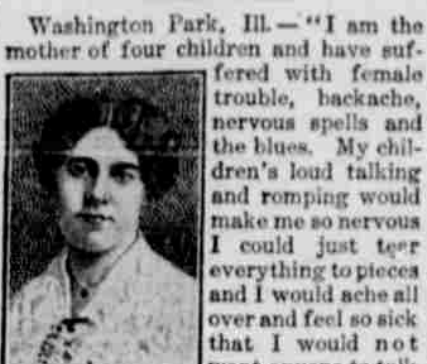 Washington Park, Ill.—"I am the
mother of four children and have suf-
fered with female
trouble, backache,
nervous spells and
the blues. My chil-
dren's loud talking
and romping would
make me so nervous
I could just tear
everything to pieces
and I would ache all
over and feel so sick
that I would not